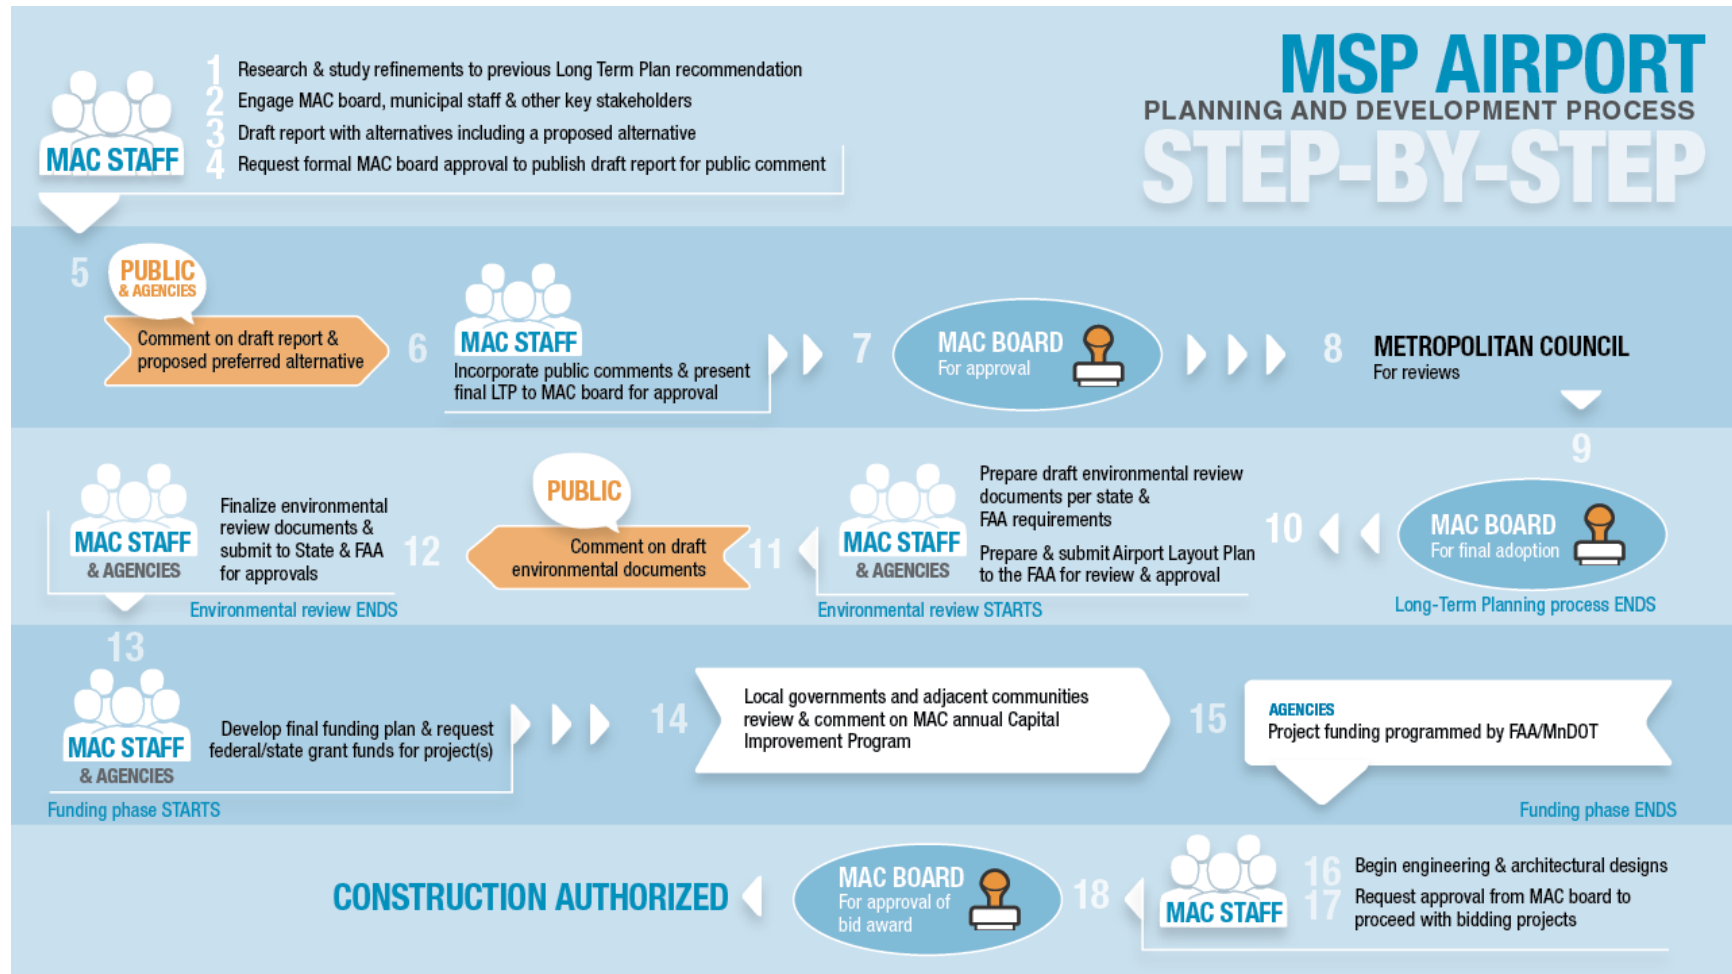 MSP AIRPORT
PLANNING AND DEVELOPMENT PROCESS
STEP-BY-STEP
MAC STAFF
1 Research & study refinements to previous Long Term Plan recommendation
2 Engage MAC board, municipal staff & other key stakeholders
3 Draft report with alternatives including a proposed alternative
4 Request formal MAC board approval to publish draft report for public comment
5
PUBLIC
& AGENCIES
Comment on draft report &
proposed preferred alternative
6
MAC STAFF
Incorporate public comments & present
final LTP to MAC board for approval
7
MAC BOARD
For approval
8
METROPOLITAN COUNCIL
For reviews
9
MAC BOARD
For final adoption
Long-Term Planning process ENDS
10
Prepare draft environmental review
documents per state &
FAA requirements
Prepare & submit Airport Layout Plan
to the FAA for review & approval
MAC STAFF
& AGENCIES
Environmental review STARTS
11
PUBLIC
Comment on draft
environmental documents
12
Finalize environmental
review documents &
submit to State & FAA
for approvals
MAC STAFF
& AGENCIES
Environmental review ENDS
13
MAC STAFF
& AGENCIES
Develop final funding plan & request
federal/state grant funds for project(s)
Funding phase STARTS
14
Local governments and adjacent communities
review & comment on MAC annual Capital
Improvement Program
15
AGENCIES
Project funding programmed by FAA/MnDOT
Funding phase ENDS
MAC STAFF
16 Begin engineering & architectural designs
17 Request approval from MAC board to
proceed with bidding projects
18
MAC BOARD
For approval of
bid award
CONSTRUCTION AUTHORIZED